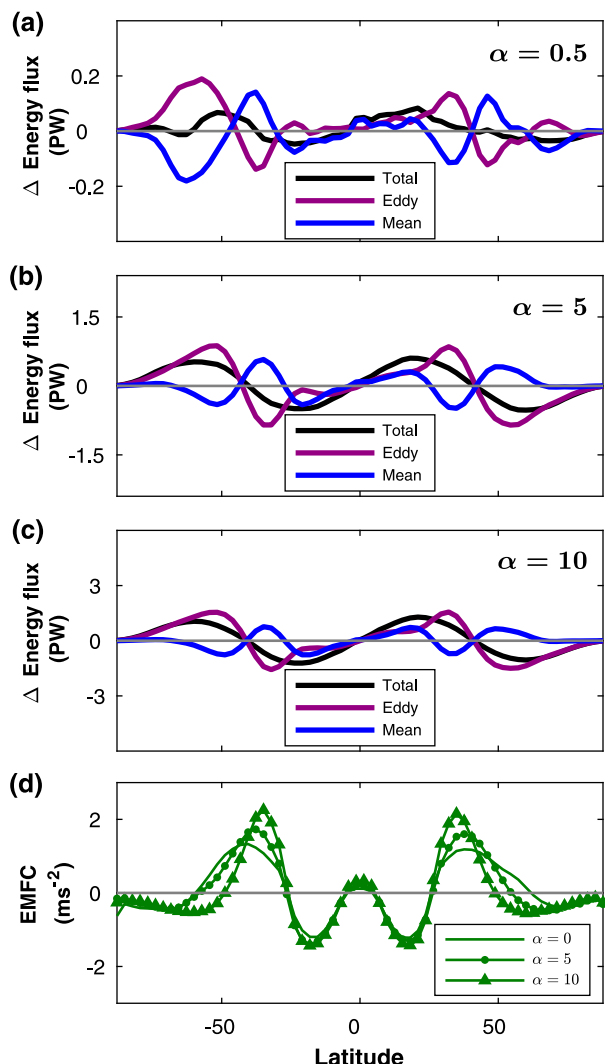 (a)
α = 0.5
Δ Energy flux
(PW)
0.2
0
-0.2
Total
Eddy
Mean
(b)
α = 5
Δ Energy flux
(PW)
1.5
0
-1.5
Total
Eddy
Mean
(c)
α = 10
Δ Energy flux
(PW)
3
0
-3
Total
Eddy
Mean
(d)
EMFC
(ms⁻²)
2
0
-2
α = 0
α = 5
α = 10
-50 0 50
Latitude